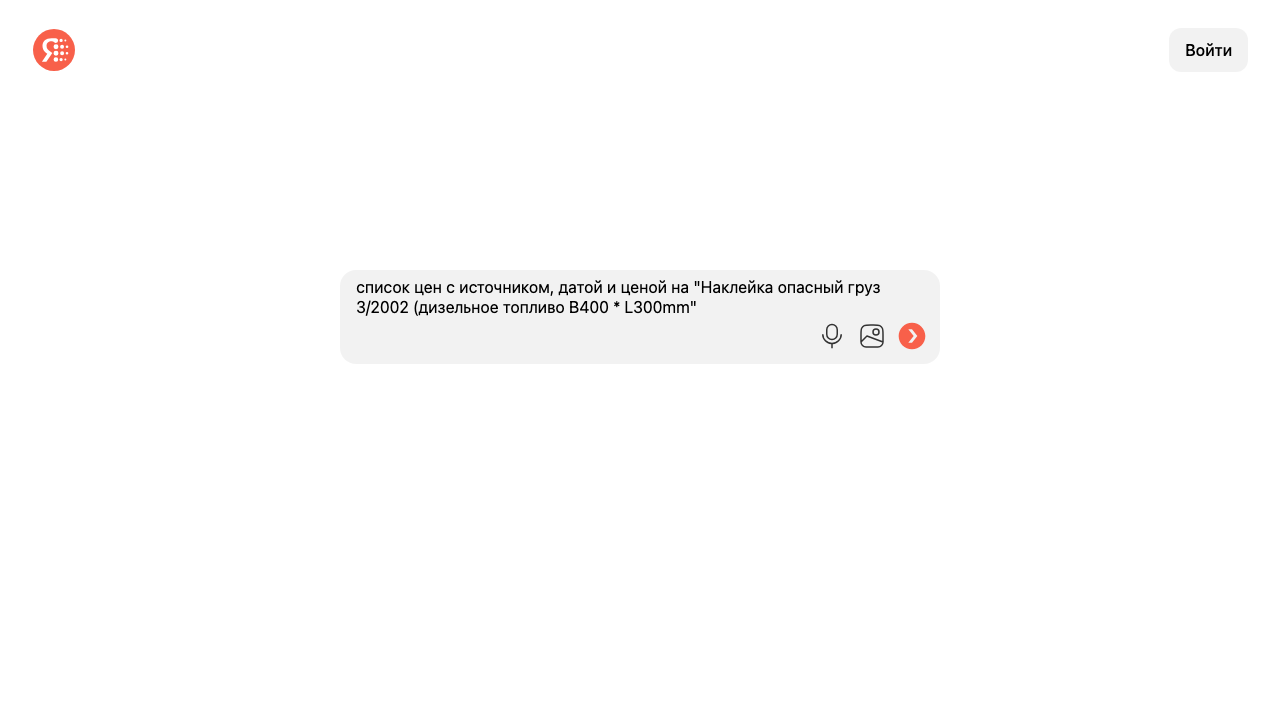 Я
Войти
список цен с источником, датой и ценой на "Наклейка опасный груз
3/2002 (дизельное топливо B400 * L300mm"